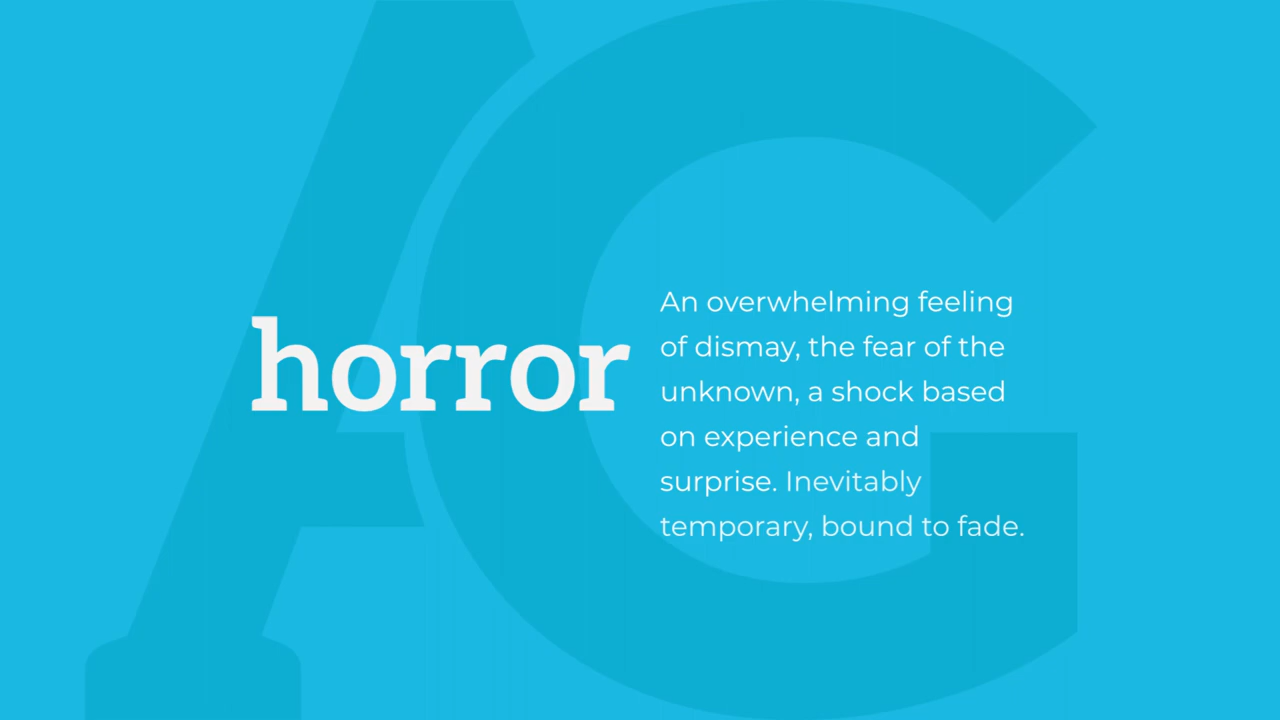 horror
An overwhelming feeling
of dismay, the fear of the
unknown, a shock based
on experience and
surprise. Inevitably
temporary, bound to fade.
AG